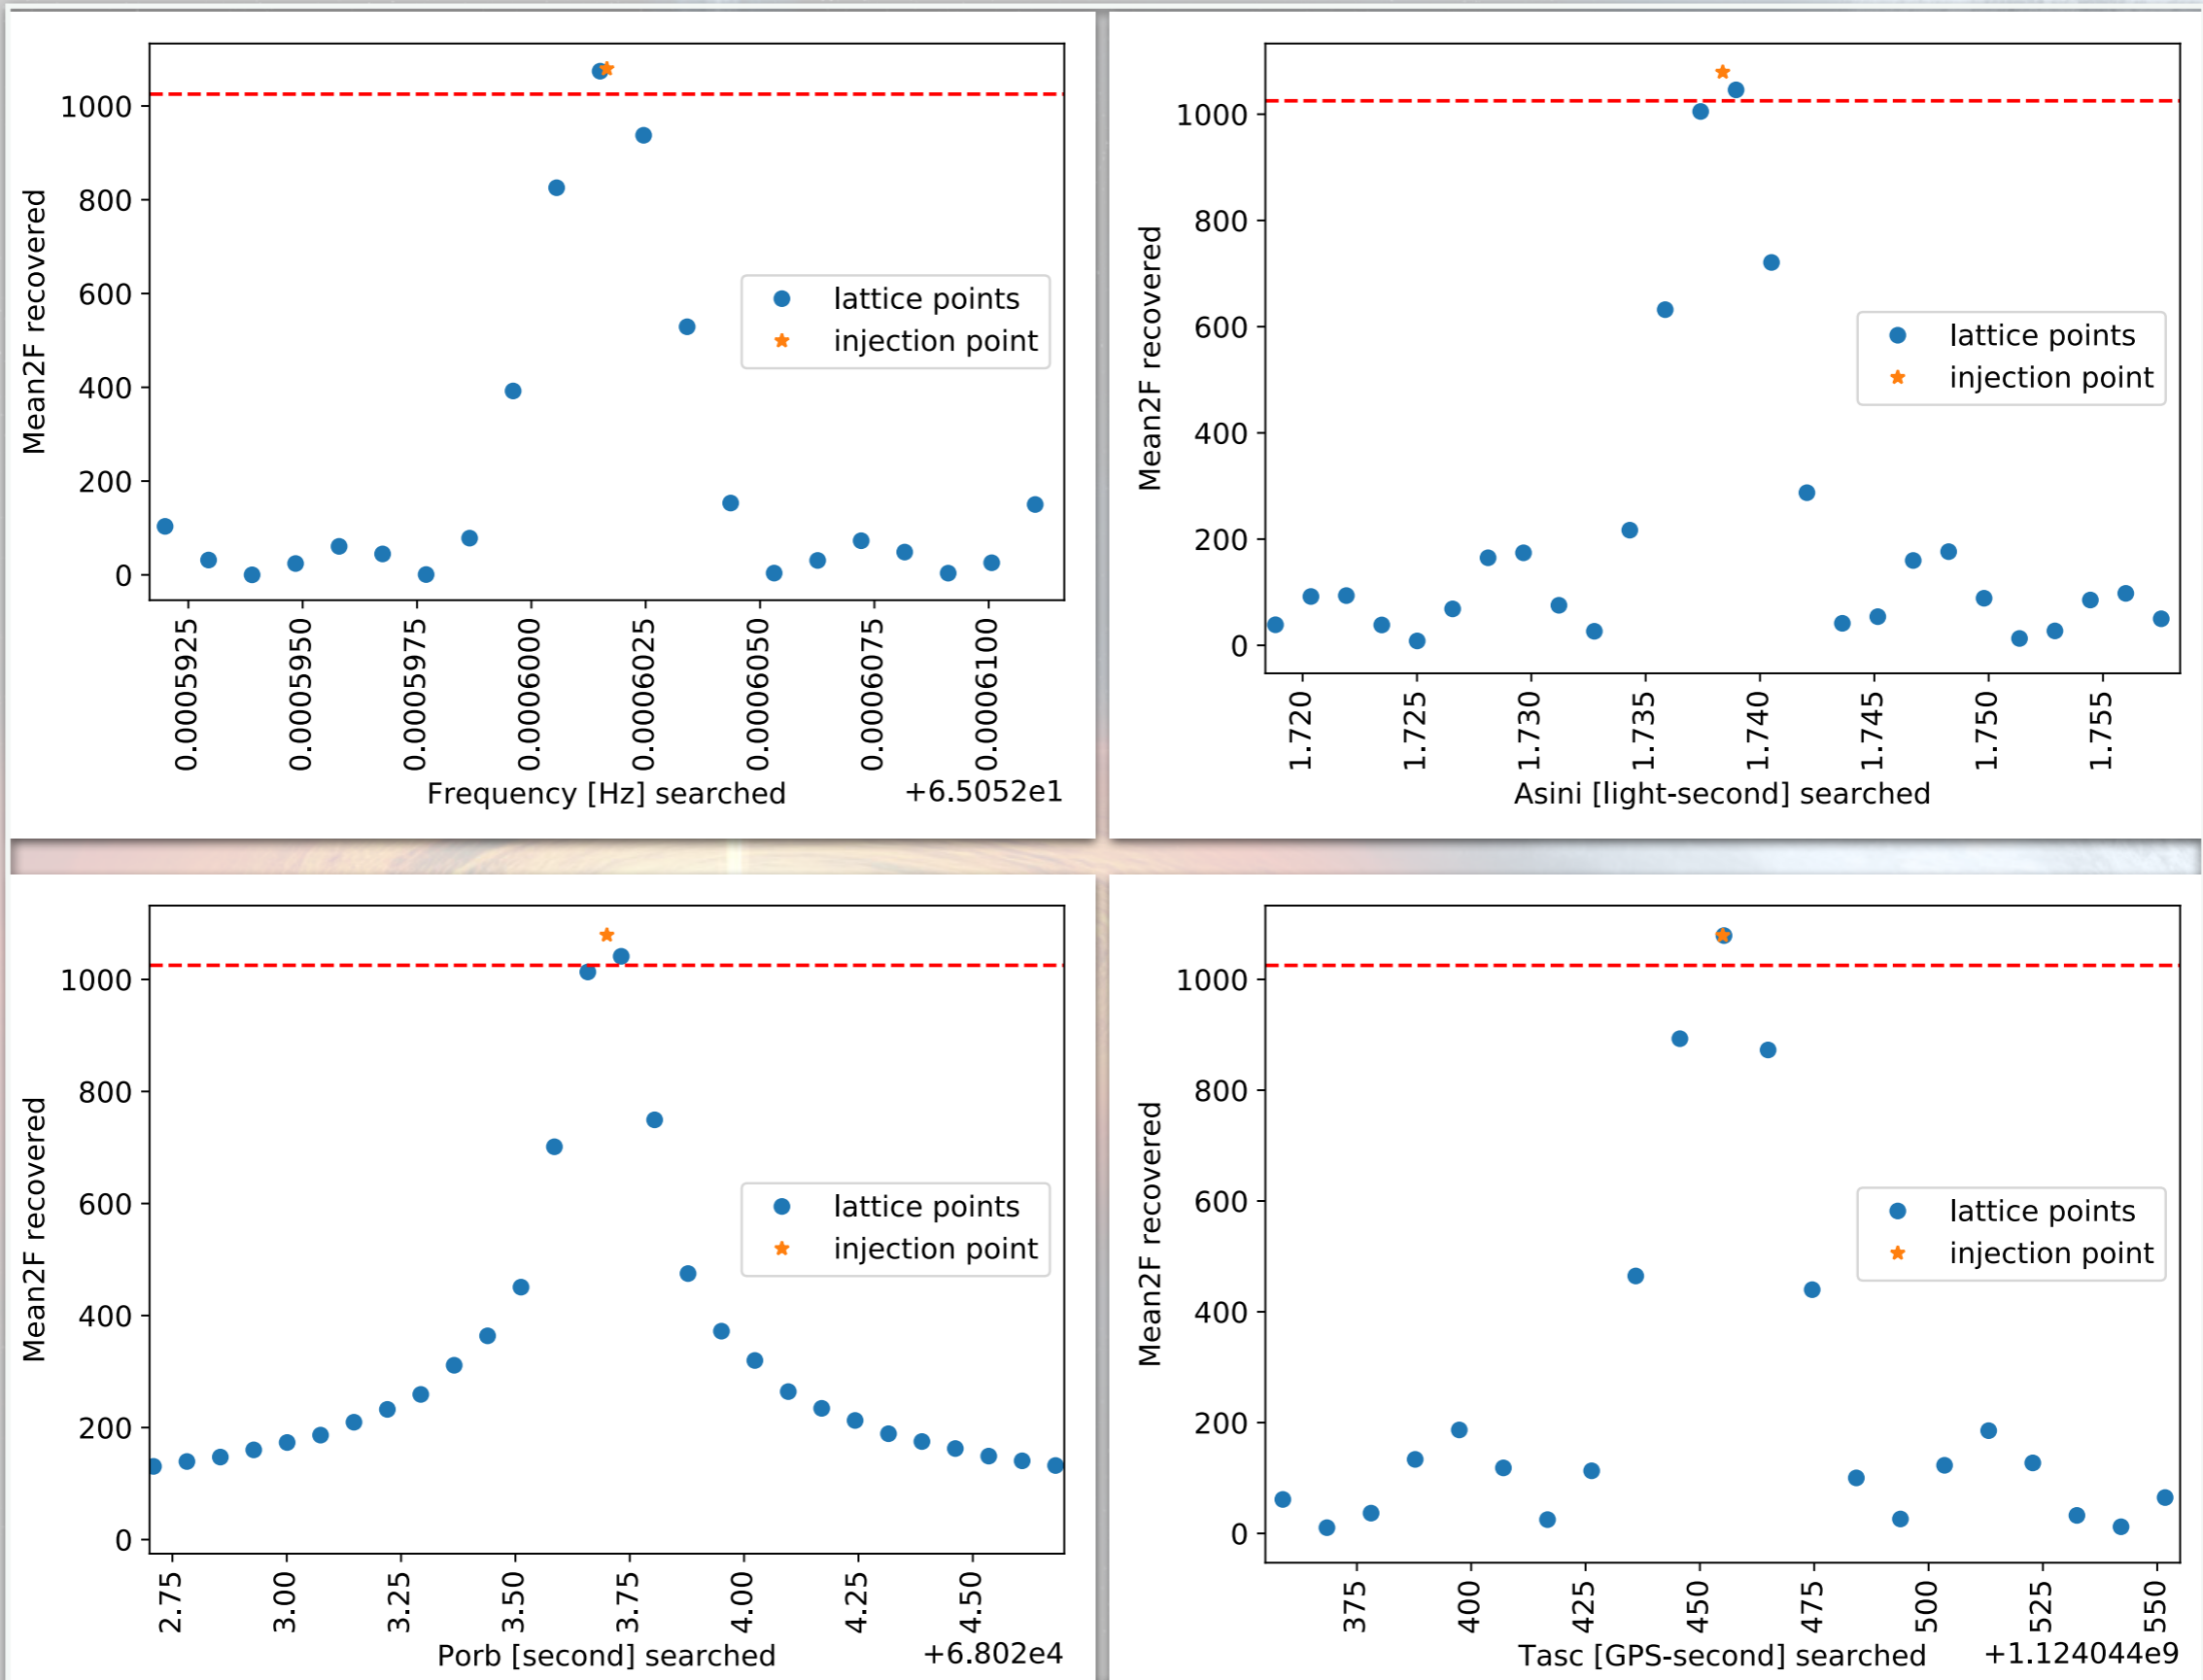 Mean2F recovered
1000
800
600
400
200
0
lattice points
injection point
0.0005925
0.0005950
0.0005975
0.0006000
0.0006025
0.0006050
0.0006075
0.0006100
Frequency [Hz] searched
+6.5052e1
Mean2F recovered
1000
800
600
400
200
0
lattice points
injection point
1.720
1.725
1.730
1.735
1.740
1.745
1.750
1.755
Asini [light-second] searched
Mean2F recovered
1000
800
600
400
200
0
lattice points
injection point
2.75
3.00
3.25
3.50
3.75
4.00
4.25
4.50
Porb [second] searched
+6.802e4
Mean2F recovered
1000
800
600
400
200
0
lattice points
injection point
375
400
425
450
475
500
525
550
Tasc [GPS-second] searched
+1.124044e9